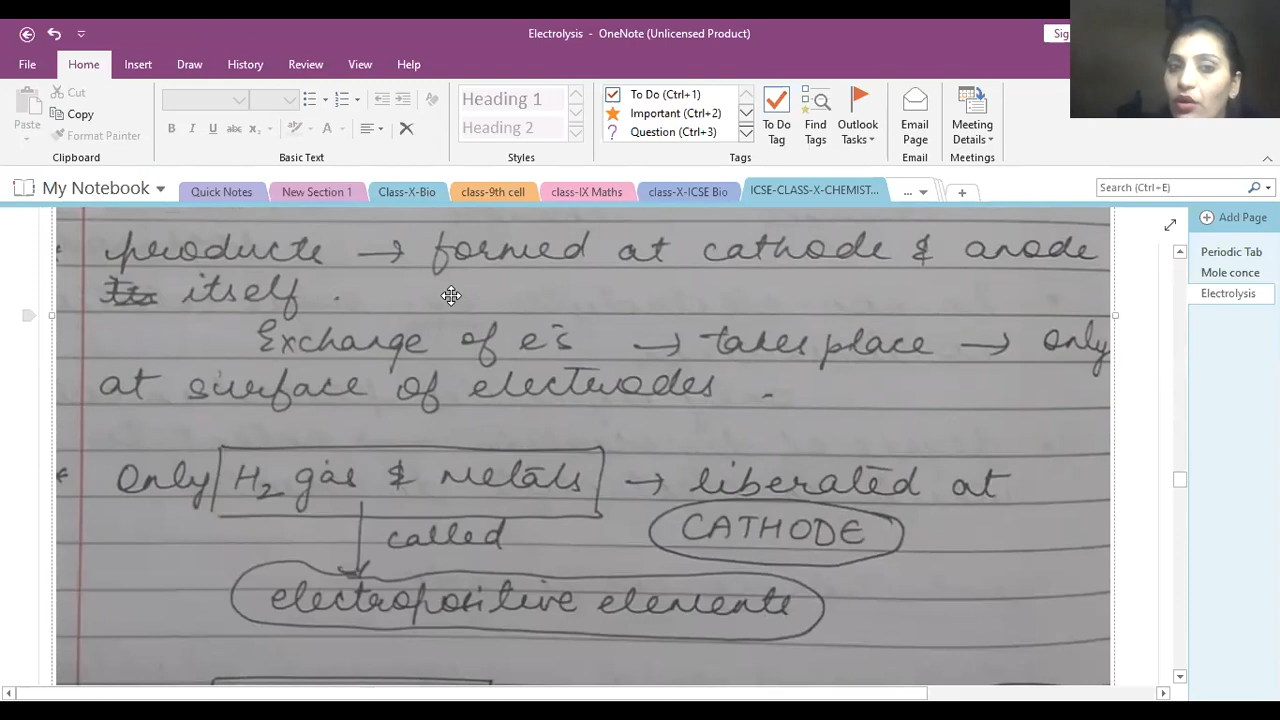 Electrolysis - OneNote (Unlicensed Product)
Sig
File Home Insert Draw History Review View Help
Paste
Cut
Copy
Format Painter
Clipboard
B I U abc x₂ ab A
Basic Text
Heading 1
Heading 2
Styles
To Do (Ctrl+1)
Important (Ctrl+2)
? Question (Ctrl+3)
To Do Tag
Find Tags
Outlook Tasks
Tags
Email Page
Email
Meeting Details
Meetings
My Notebook
Quick Notes New Section 1 Class-X-Bio class-9th cell class-IX Maths class-X-ICSE Bio ICSE-CLASS-X-CHEMIST... ...
Search (Ctrl+E)
Add Page
Periodic Tab
Mole conce
Electrolysis
products → formed at cathode & anode
itself .
Exchange of e's → takes place → only
at surface of electrodes .
* Only H₂ gas & Metals → liberated at
CATHODE
called
electropositive elements